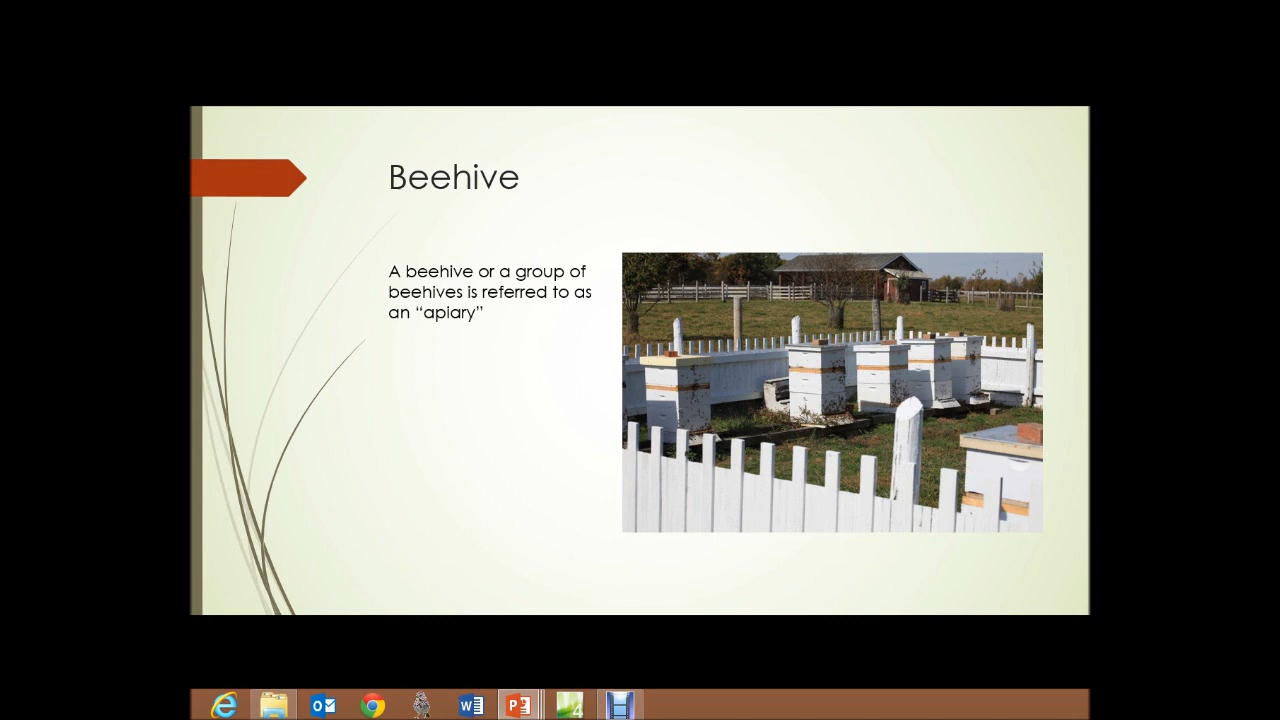 Beehive
A beehive or a group of
beehives is referred to as
an “apiary”